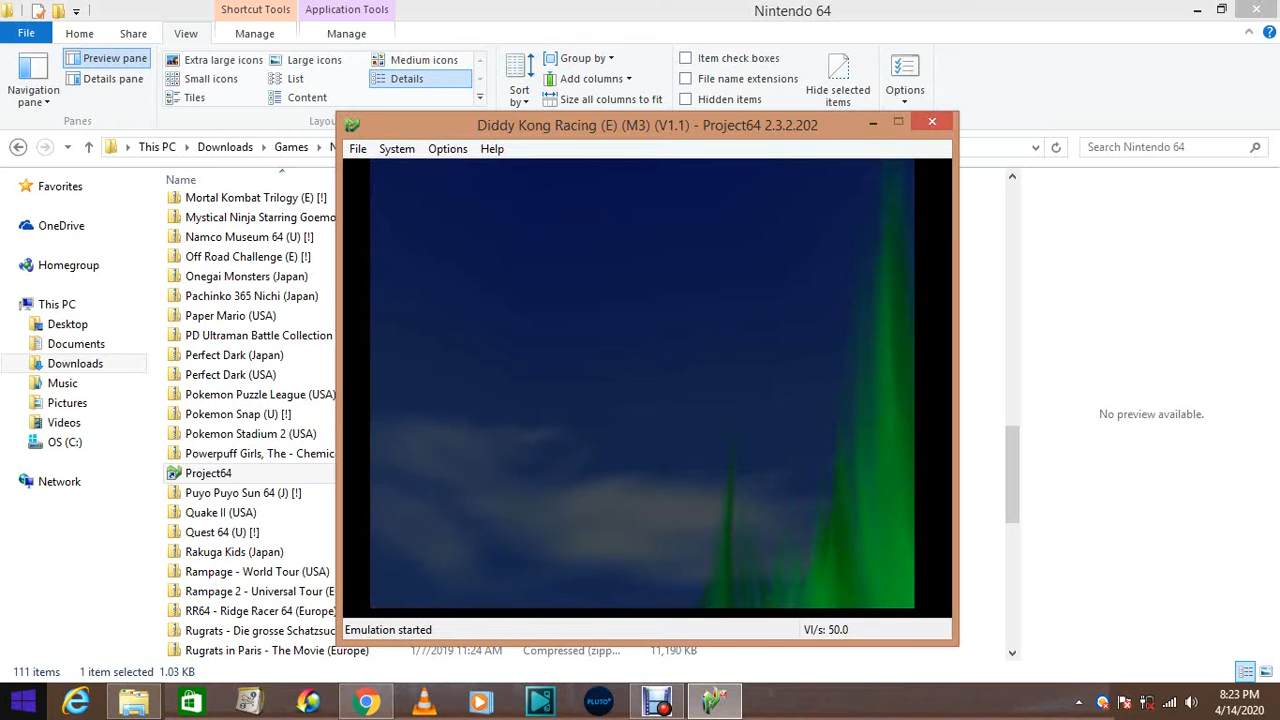 Shortcut Tools
Application Tools
Nintendo 64
File
Home
Share
View
Manage
Manage
Navigation pane
Preview pane
Details pane
Panes
Extra large icons
Large icons
Medium icons
Small icons
List
Details
Tiles
Content
Layou
Sort by
Group by
Add columns
Size all columns to fit
Item check boxes
File name extensions
Hidden items
Hide selected items
Options
This PC
Downloads
Games
N
Search Nintendo 64
Favorites
OneDrive
Homegroup
This PC
Desktop
Documents
Downloads
Music
Pictures
Videos
OS (C:)
Network
Name
Mortal Kombat Trilogy (E) [!]
Mystical Ninja Starring Goemo
Namco Museum 64 (U) [!]
Off Road Challenge (E) [!]
Onegai Monsters (Japan)
Pachinko 365 Nichi (Japan)
Paper Mario (USA)
PD Ultraman Battle Collection
Perfect Dark (Japan)
Perfect Dark (USA)
Pokemon Puzzle League (USA)
Pokemon Snap (U) [!]
Pokemon Stadium 2 (USA)
Powerpuff Girls, The - Chemic
Project64
Puyo Puyo Sun 64 (J) [!]
Quake II (USA)
Quest 64 (U) [!]
Rakuga Kids (Japan)
Rampage - World Tour (USA)
Rampage 2 - Universal Tour (E
RR64 - Ridge Racer 64 (Europe
Rugrats - Die grosse Schatzsuc
Rugrats in Paris - The Movie (Europe) 1/7/2019 11:24 AM Compressed (zipp... 11,190 KB
Diddy Kong Racing (E) (M3) (V1.1) - Project64 2.3.2.202
File System Options Help
Emulation started
VI/s: 50.0
No preview available.
111 items 1 item selected 1.03 KB
PLUTO
8:23 PM
4/14/2020